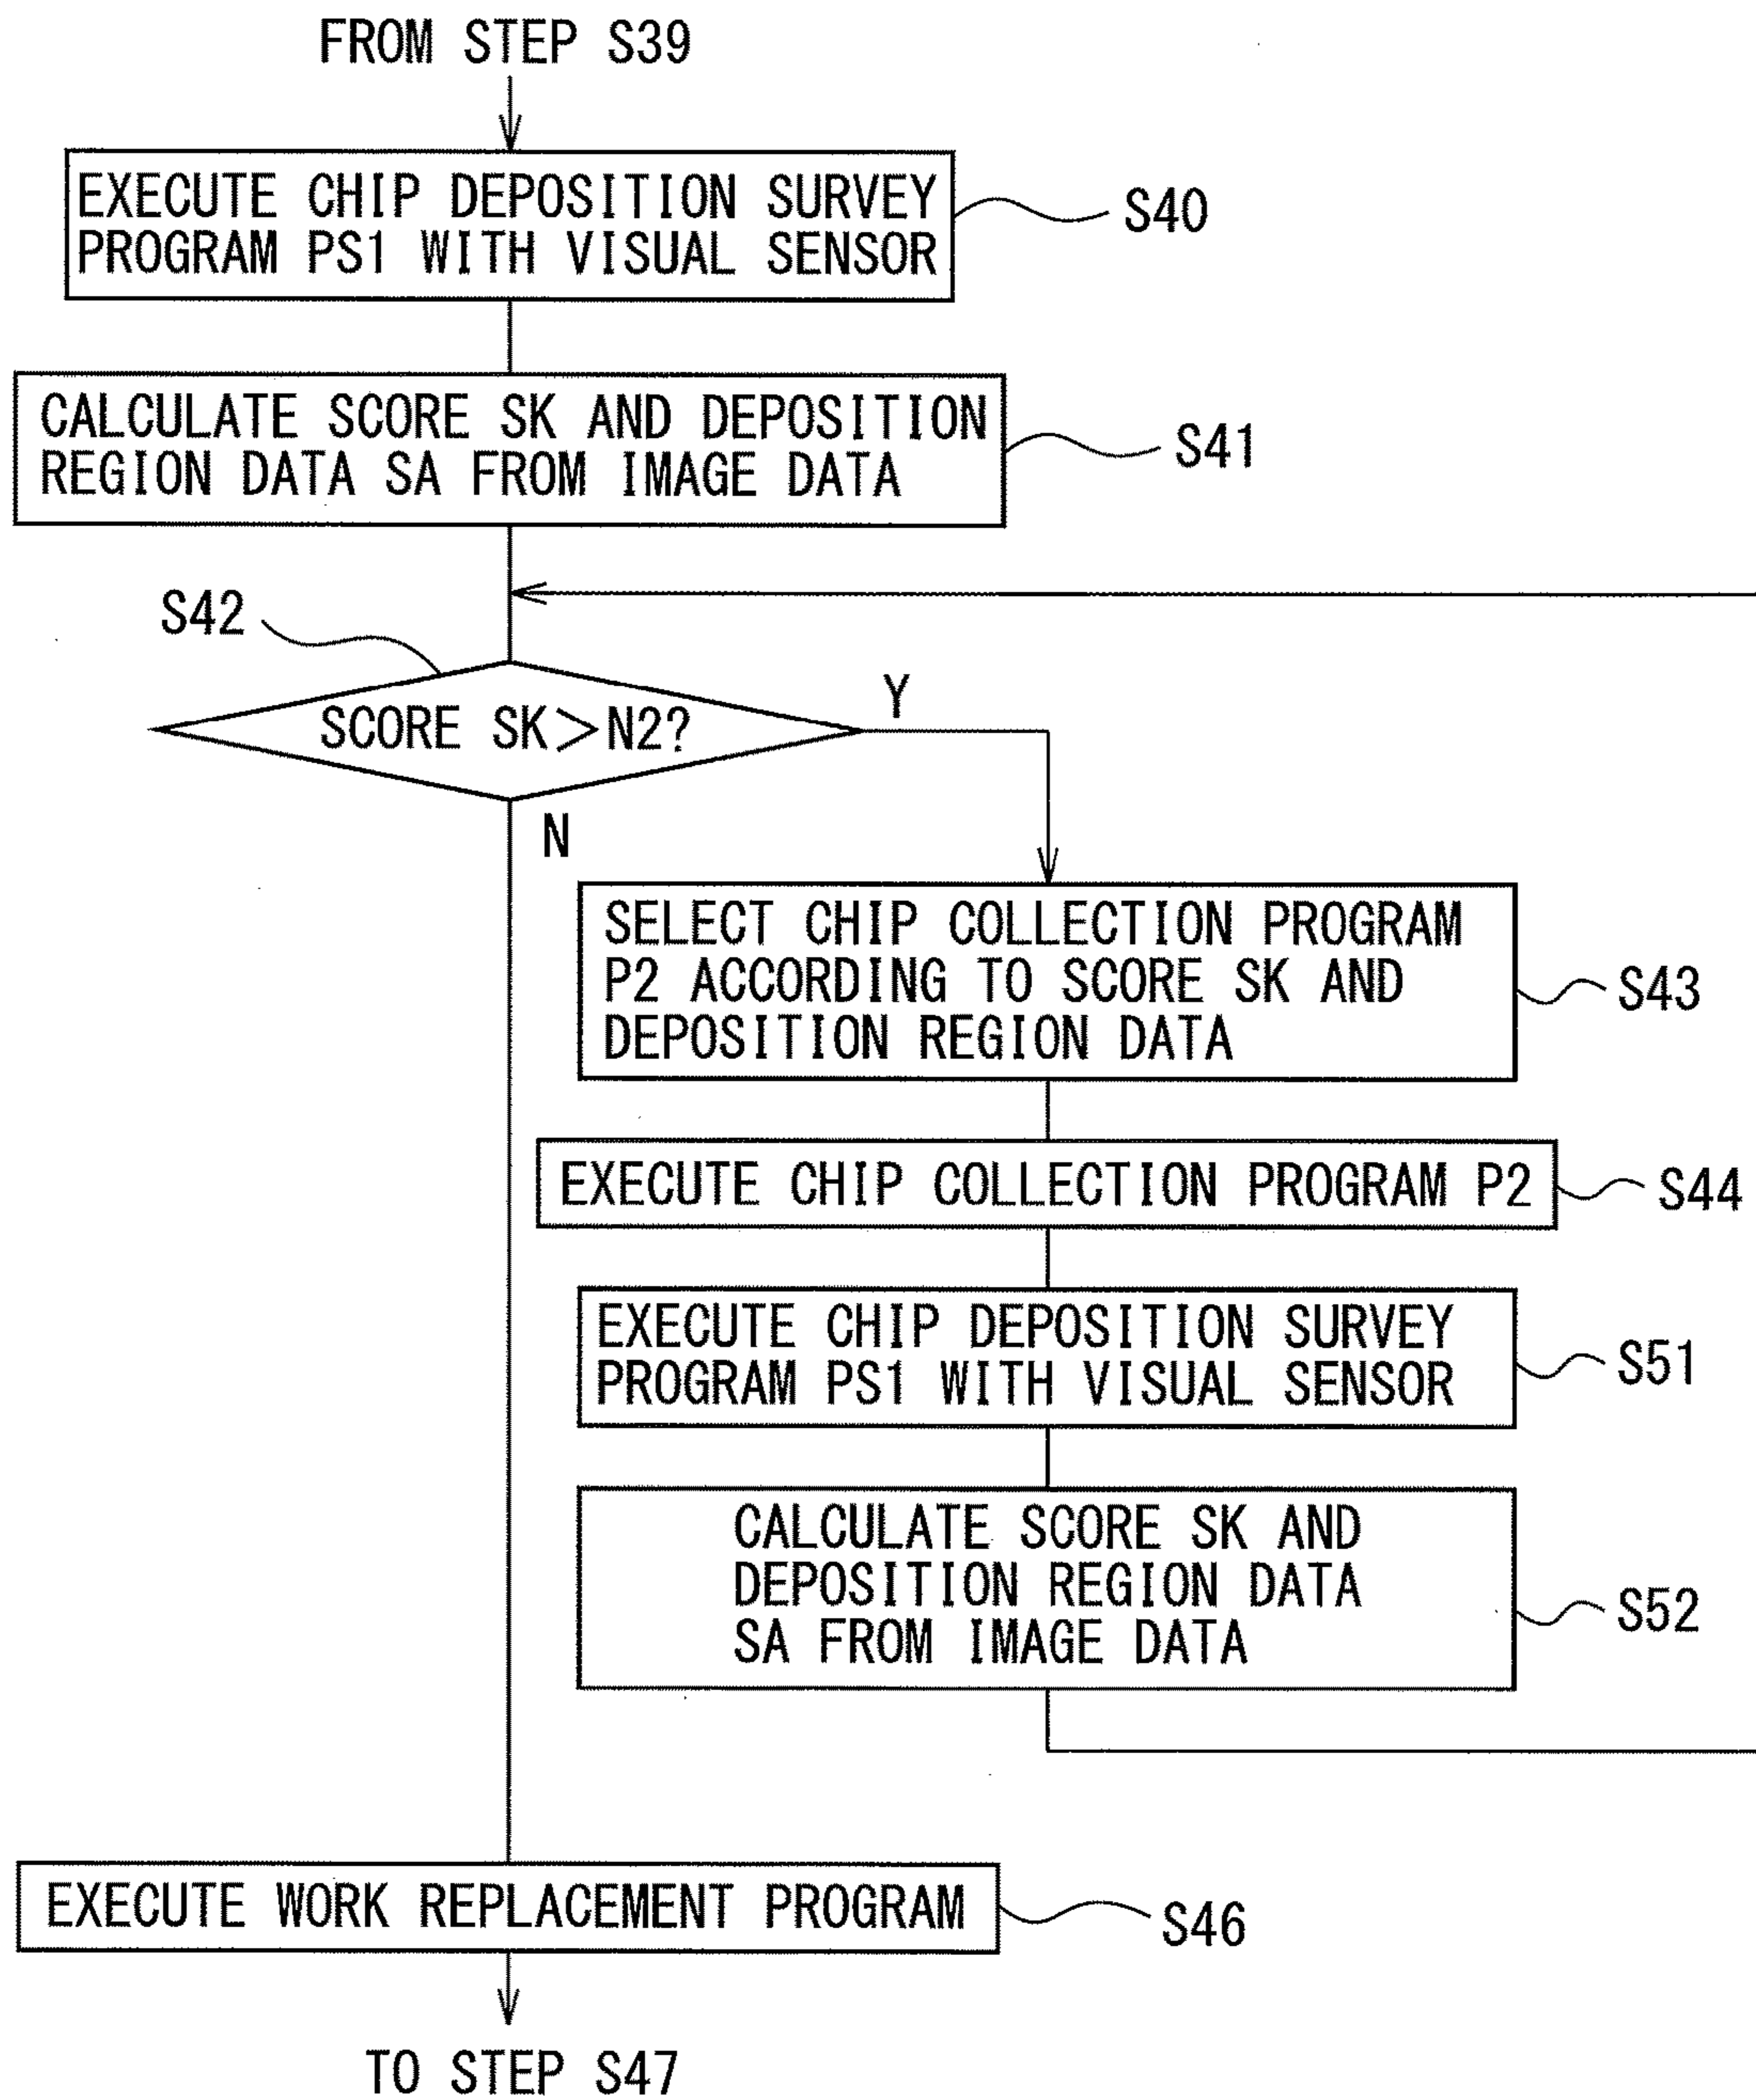 FROM STEP S39
EXECUTE CHIP DEPOSITION SURVEY
PROGRAM PS1 WITH VISUAL SENSOR
S40
CALCULATE SCORE SK AND DEPOSITION
REGION DATA SA FROM IMAGE DATA
S41
S42
SCORE SK＞N2?
Y
N
SELECT CHIP COLLECTION PROGRAM
P2 ACCORDING TO SCORE SK AND
DEPOSITION REGION DATA
S43
EXECUTE CHIP COLLECTION PROGRAM P2
S44
EXECUTE CHIP DEPOSITION SURVEY
PROGRAM PS1 WITH VISUAL SENSOR
S51
CALCULATE SCORE SK AND
DEPOSITION REGION DATA
SA FROM IMAGE DATA
S52
EXECUTE WORK REPLACEMENT PROGRAM
S46
TO STEP S47